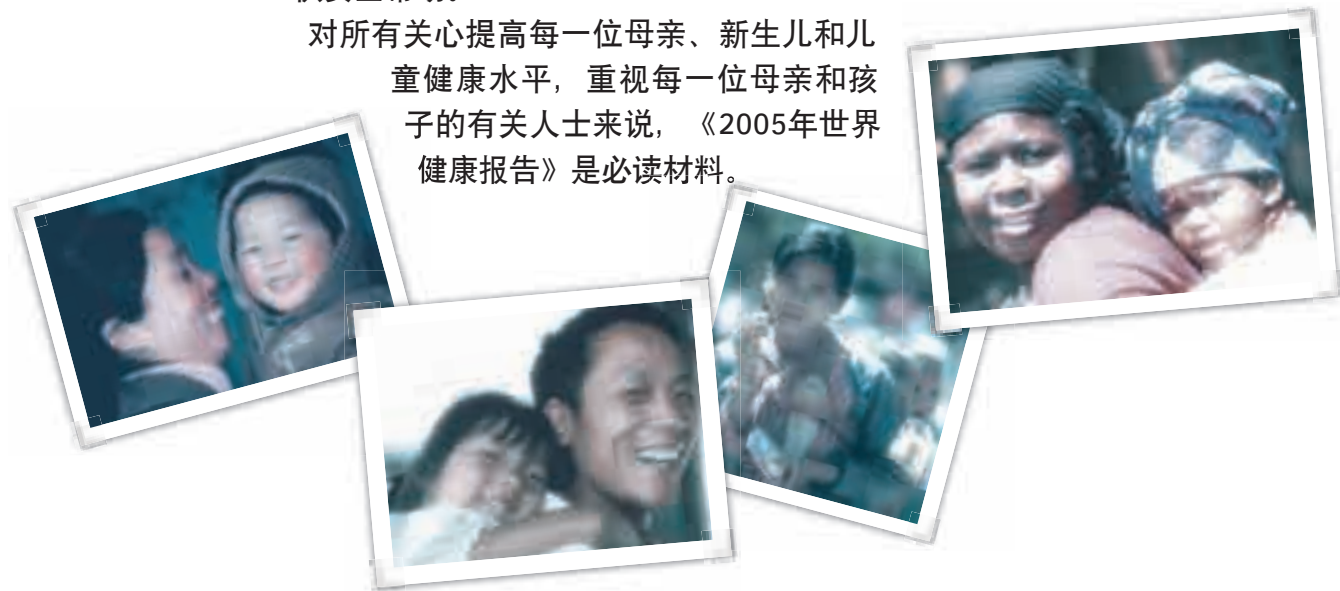 对所有关心提高每一位母亲、新生儿和儿
童健康水平，重视每一位母亲和孩
子的有关人士来说，《2005年世界
健康报告》是必读材料。